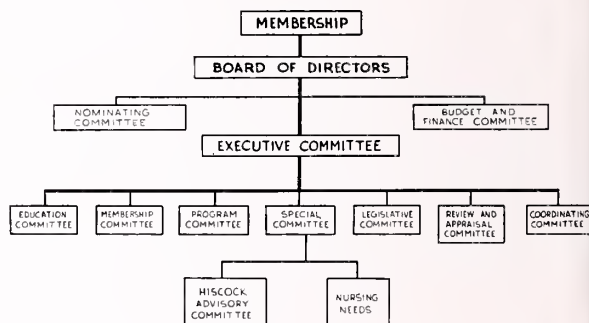 MEMBERSHIP
BOARD OF DIRECTORS
NOMINATING
COMMITTEE
BUDGET AND
FINANCE COMMITTEE
EXECUTIVE COMMITTEE
EDUCATION
COMMITTEE
MEMBERSHIP
COMMITTEE
PROGRAM
COMMITTEE
SPECIAL
COMMITTEE
LEGISLATIVE
COMMITTEE
REVIEW AND
APPRAISAL
COMMITTEE
COORDINATING
COMMITTEE
HISCOCK
ADVISORY
COMMITTEE
NURSING
NEEDS